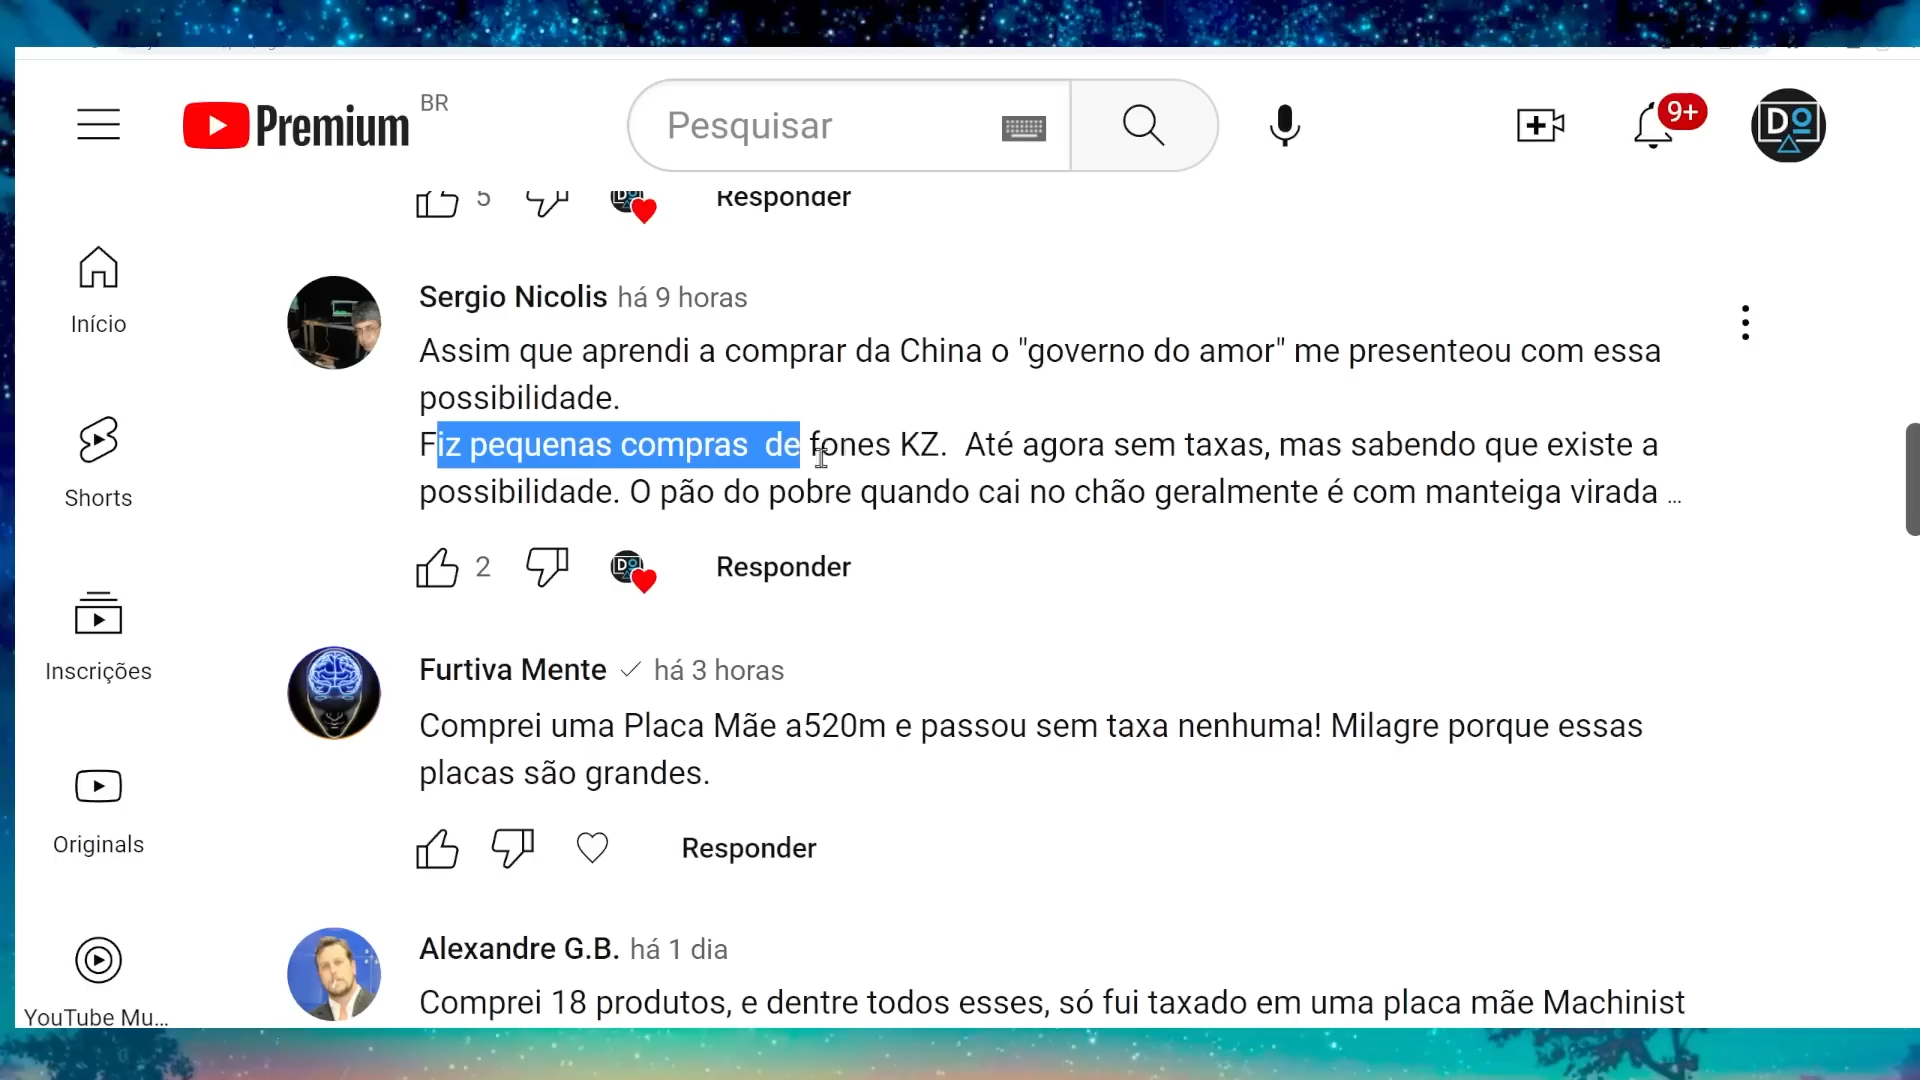 Premium BR
Pesquisar
9+
5 Responder
Início
Shorts
Inscrições
Originals
YouTube Mu...
Sergio Nicolis há 9 horas
Assim que aprendi a comprar da China o "governo do amor" me presenteou com essa
possibilidade.
Fiz pequenas compras  de fones KZ.  Até agora sem taxas, mas sabendo que existe a
possibilidade. O pão do pobre quando cai no chão geralmente é com manteiga virada ...
2 Responder
Furtiva Mente há 3 horas
Comprei uma Placa Mãe a520m e passou sem taxa nenhuma! Milagre porque essas
placas são grandes.
Responder
Alexandre G.B. há 1 dia
Comprei 18 produtos, e dentre todos esses, só fui taxado em uma placa mãe Machinist